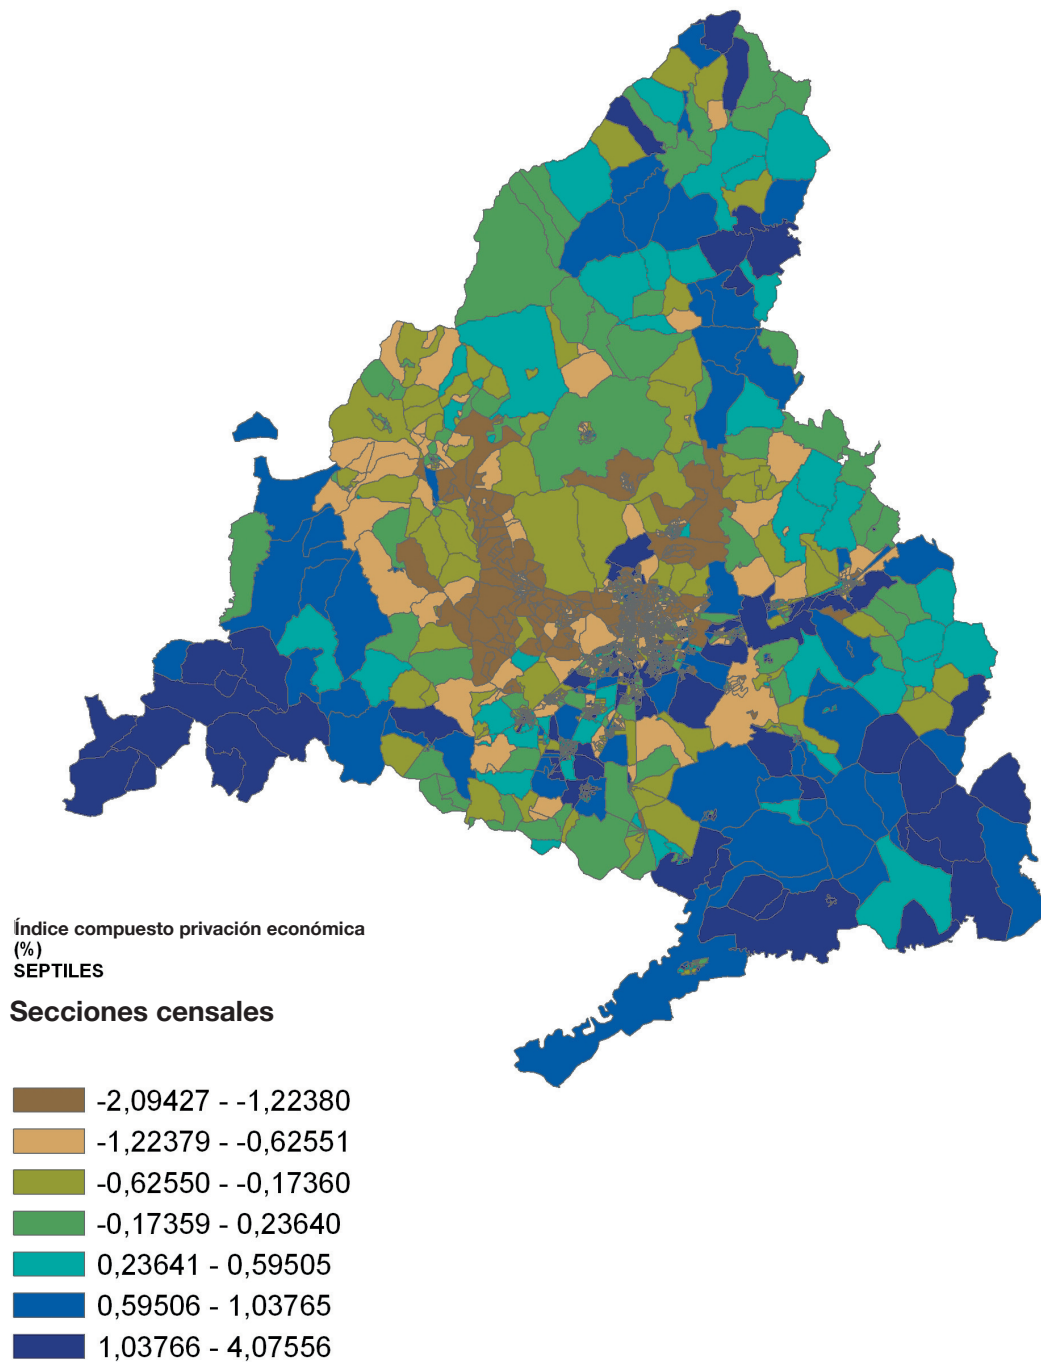 Índice compuesto privación económica
(%)
SEPTILES
Secciones censales
-2,09427 - -1,22380
-1,22379 - -0,62551
-0,62550 - -0,17360
-0,17359 - 0,23640
0,23641 - 0,59505
0,59506 - 1,03765
1,03766 - 4,07556